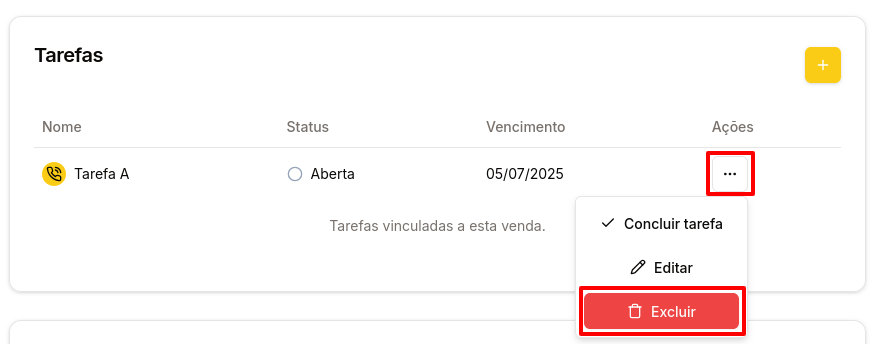 Tarefas
+
Nome Status Vencimento Ações
Tarefa A Aberta 05/07/2025 ...
Tarefas vinculadas a esta venda.
Concluir tarefa
Editar
Excluir